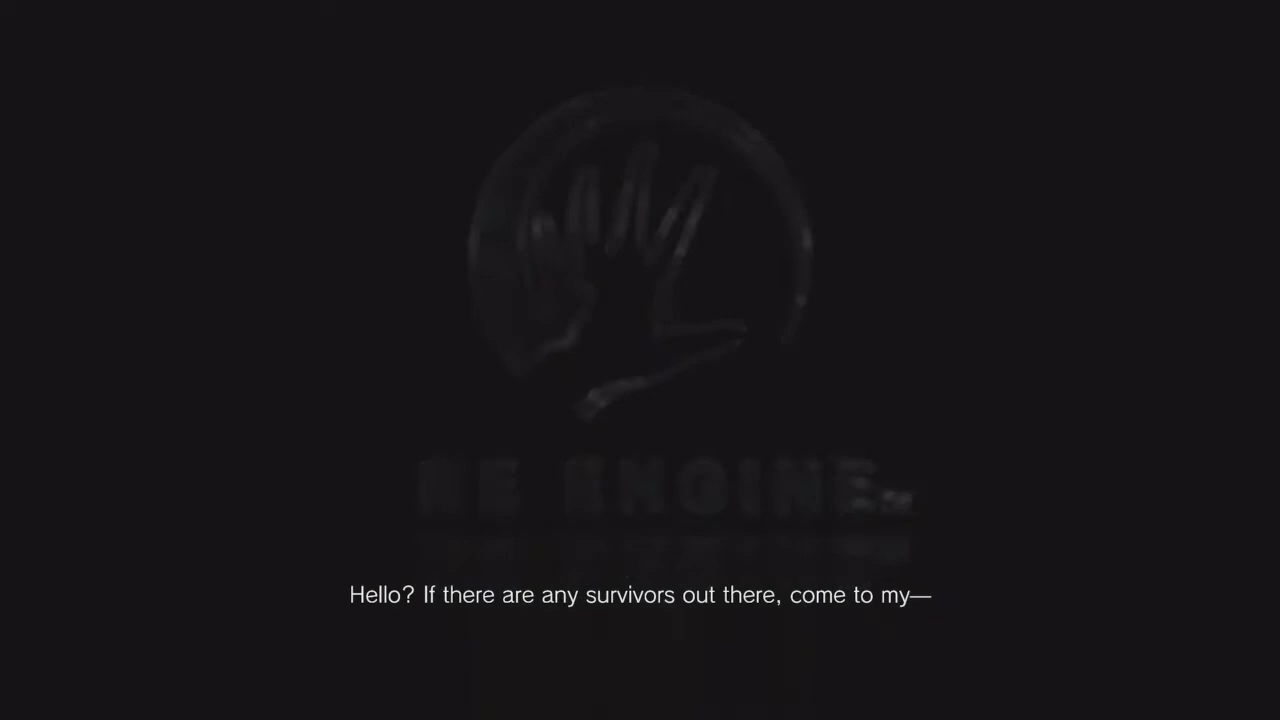 RE ENGINE
Hello? If there are any survivors out there, come to my—